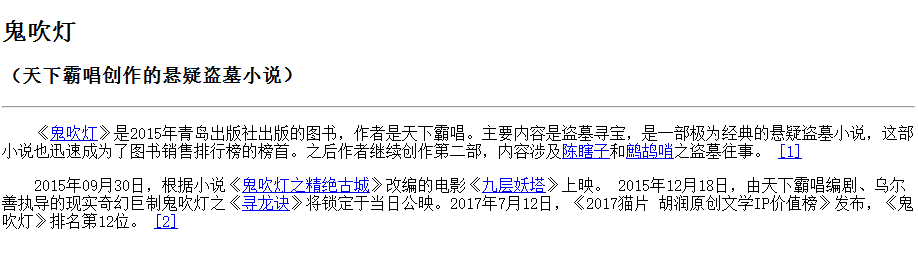 鬼吹灯
（天下霸唱创作的悬疑盗墓小说）
《鬼吹灯》是2015年青岛出版社出版的图书，作者是天下霸唱。主要内容是盗墓寻宝，是一部极为经典的悬疑盗墓小说，这部
小说也迅速成为了图书销售排行榜的榜首。之后作者继续创作第二部，内容涉及陈瞎子和鹧鸪哨之盗墓往事。 [1]
2015年09月30日，根据小说《鬼吹灯之精绝古城》改编的电影《九层妖塔》上映。 2015年12月18日，由天下霸唱编剧、乌尔
善执导的现实奇幻巨制鬼吹灯之《寻龙诀》将锁定于当日公映。2017年7月12日，《2017猫片 胡润原创文学IP价值榜》发布，《鬼
吹灯》排名第12位。 [2]